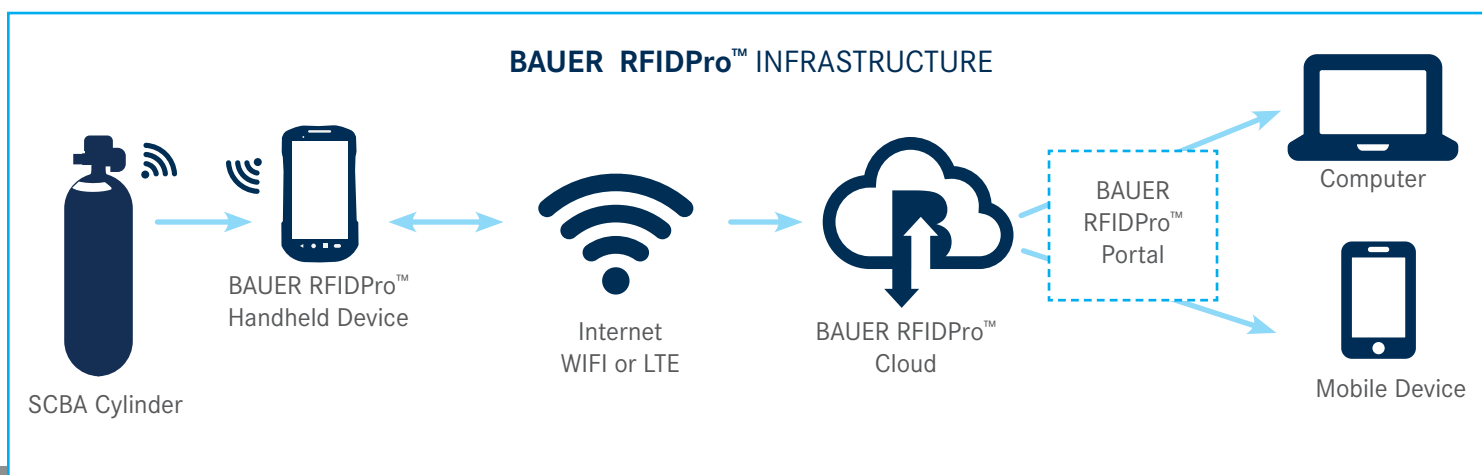 BAUER RFIDPro™ INFRASTRUCTURE
SCBA Cylinder
BAUER RFIDPro™
Handheld Device
Internet
WIFI or LTE
BAUER RFIDPro™
Cloud
BAUER
RFIDPro™
Portal
Computer
Mobile Device